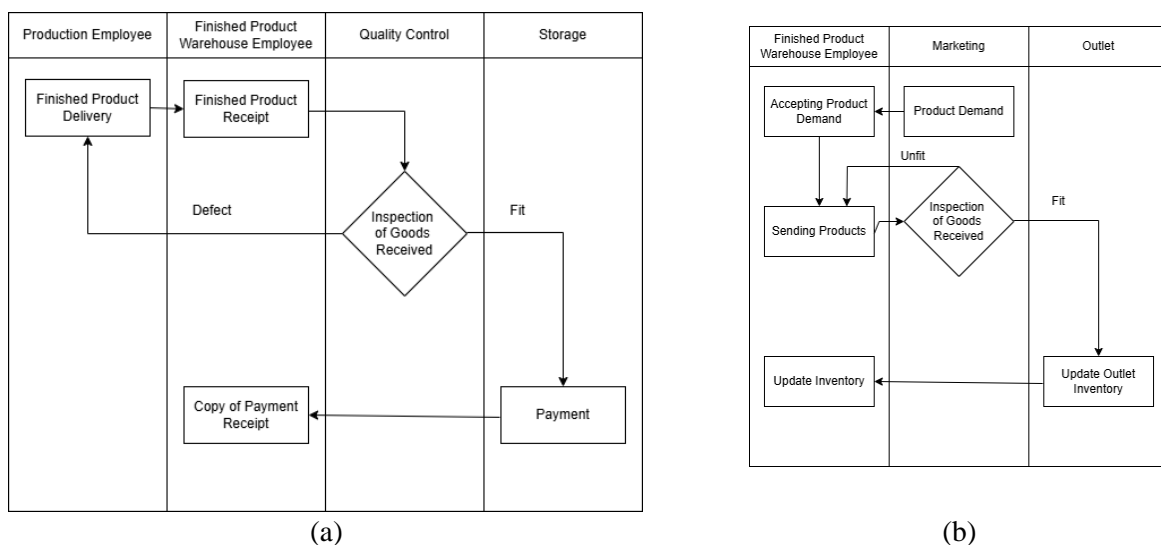 Production Employee
Finished Product
Warehouse Employee
Quality Control
Storage
Finished Product
Delivery
Finished Product
Receipt
Defect
Inspection
of Goods
Received
Fit
Copy of Payment
Receipt
Payment
(a)
Finished Product
Warehouse Employee
Marketing
Outlet
Accepting Product
Demand
Product Demand
Unfit
Sending Products
Inspection
of Goods
Received
Fit
Update Inventory
Update Outlet
Inventory
(b)